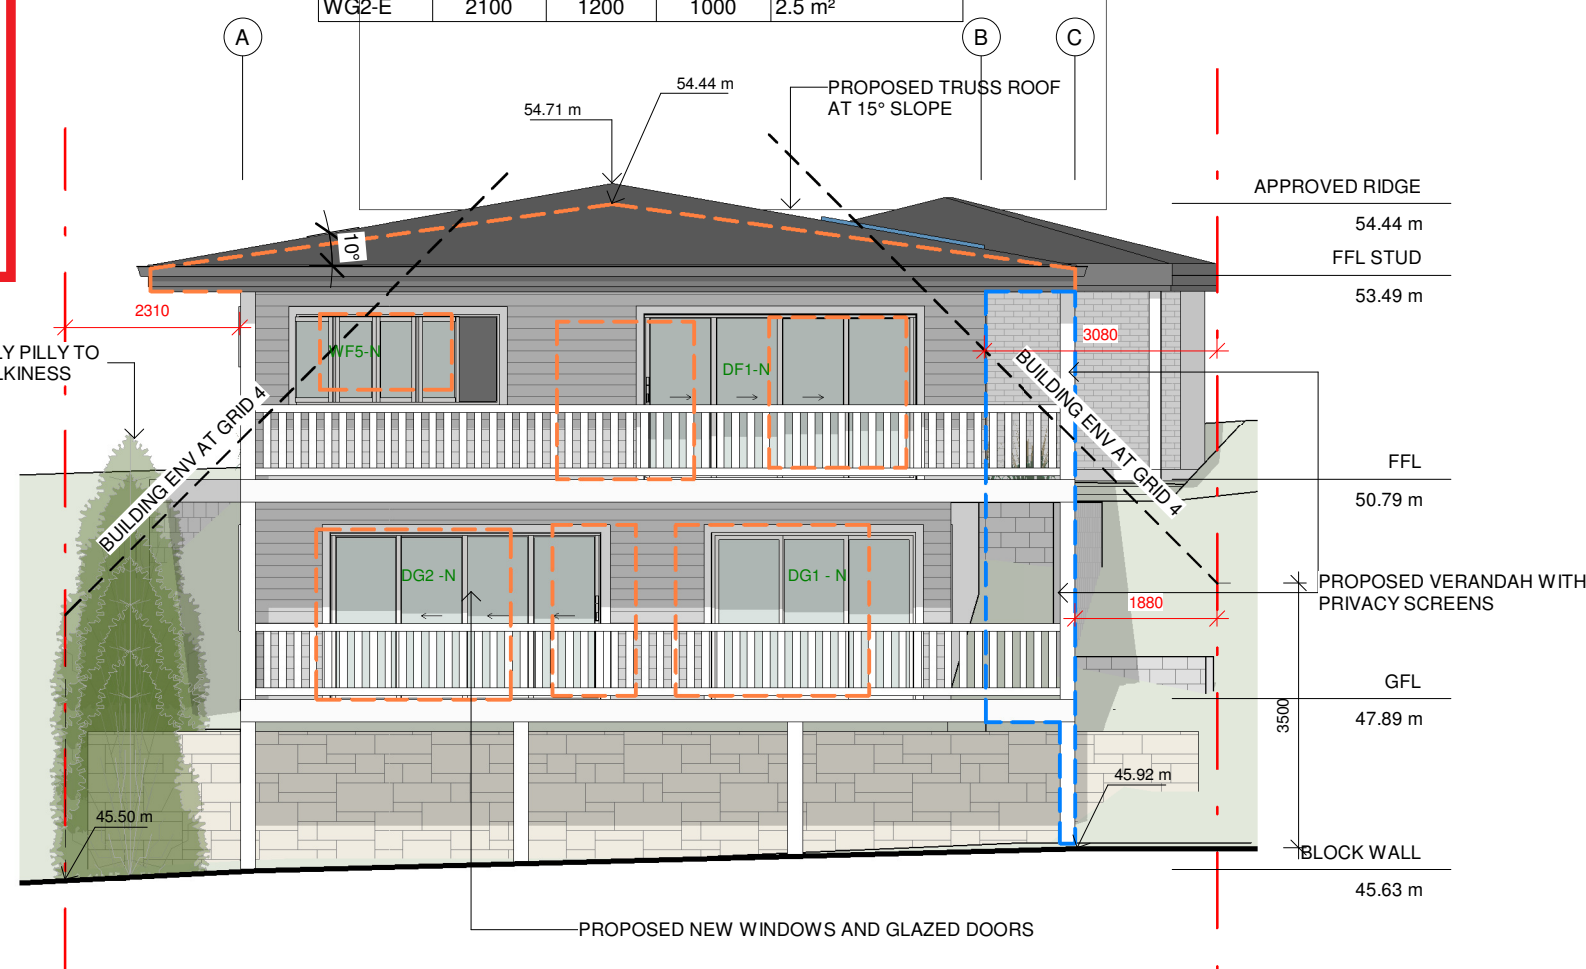 WG2-E 2100 1200 1000 2.5 m²
A
B
C
54.44 m
54.71 m
PROPOSED TRUSS ROOF
AT 15° SLOPE
APPROVED RIDGE
54.44 m
10°
FFL STUD
53.49 m
2310
3080
LY PILLY TO
LKINESS
WF5-N
DF1-N
BUILDING ENV AT GRID 4
BUILDING ENV AT GRID 4
FFL
50.79 m
DG2 -N
DG1 - N
PROPOSED VERANDAH WITH
PRIVACY SCREENS
1880
GFL
47.89 m
3500
45.92 m
45.50 m
BLOCK WALL
45.63 m
PROPOSED NEW WINDOWS AND GLAZED DOORS